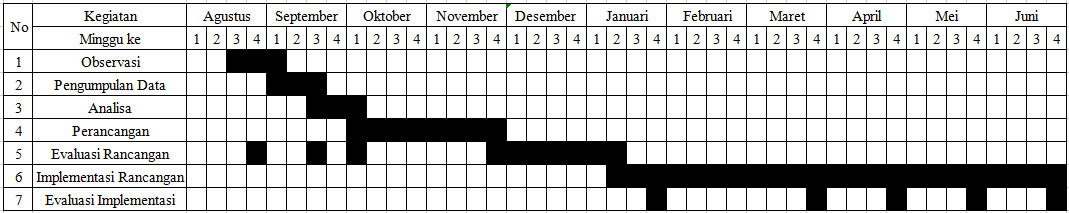 No Kegiatan Agustus September Oktober November Desember Januari Februari Maret April Mei Juni
Minggu ke 1 2 3 4 1 2 3 4 1 2 3 4 1 2 3 4 1 2 3 4 1 2 3 4 1 2 3 4 1 2 3 4 1 2 3 4 1 2 3 4 1 2 3 4
1 Observasi
2 Pengumpulan Data
3 Analisa
4 Perancangan
5 Evaluasi Rancangan
6 Implementasi Rancangan
7 Evaluasi Implementasi